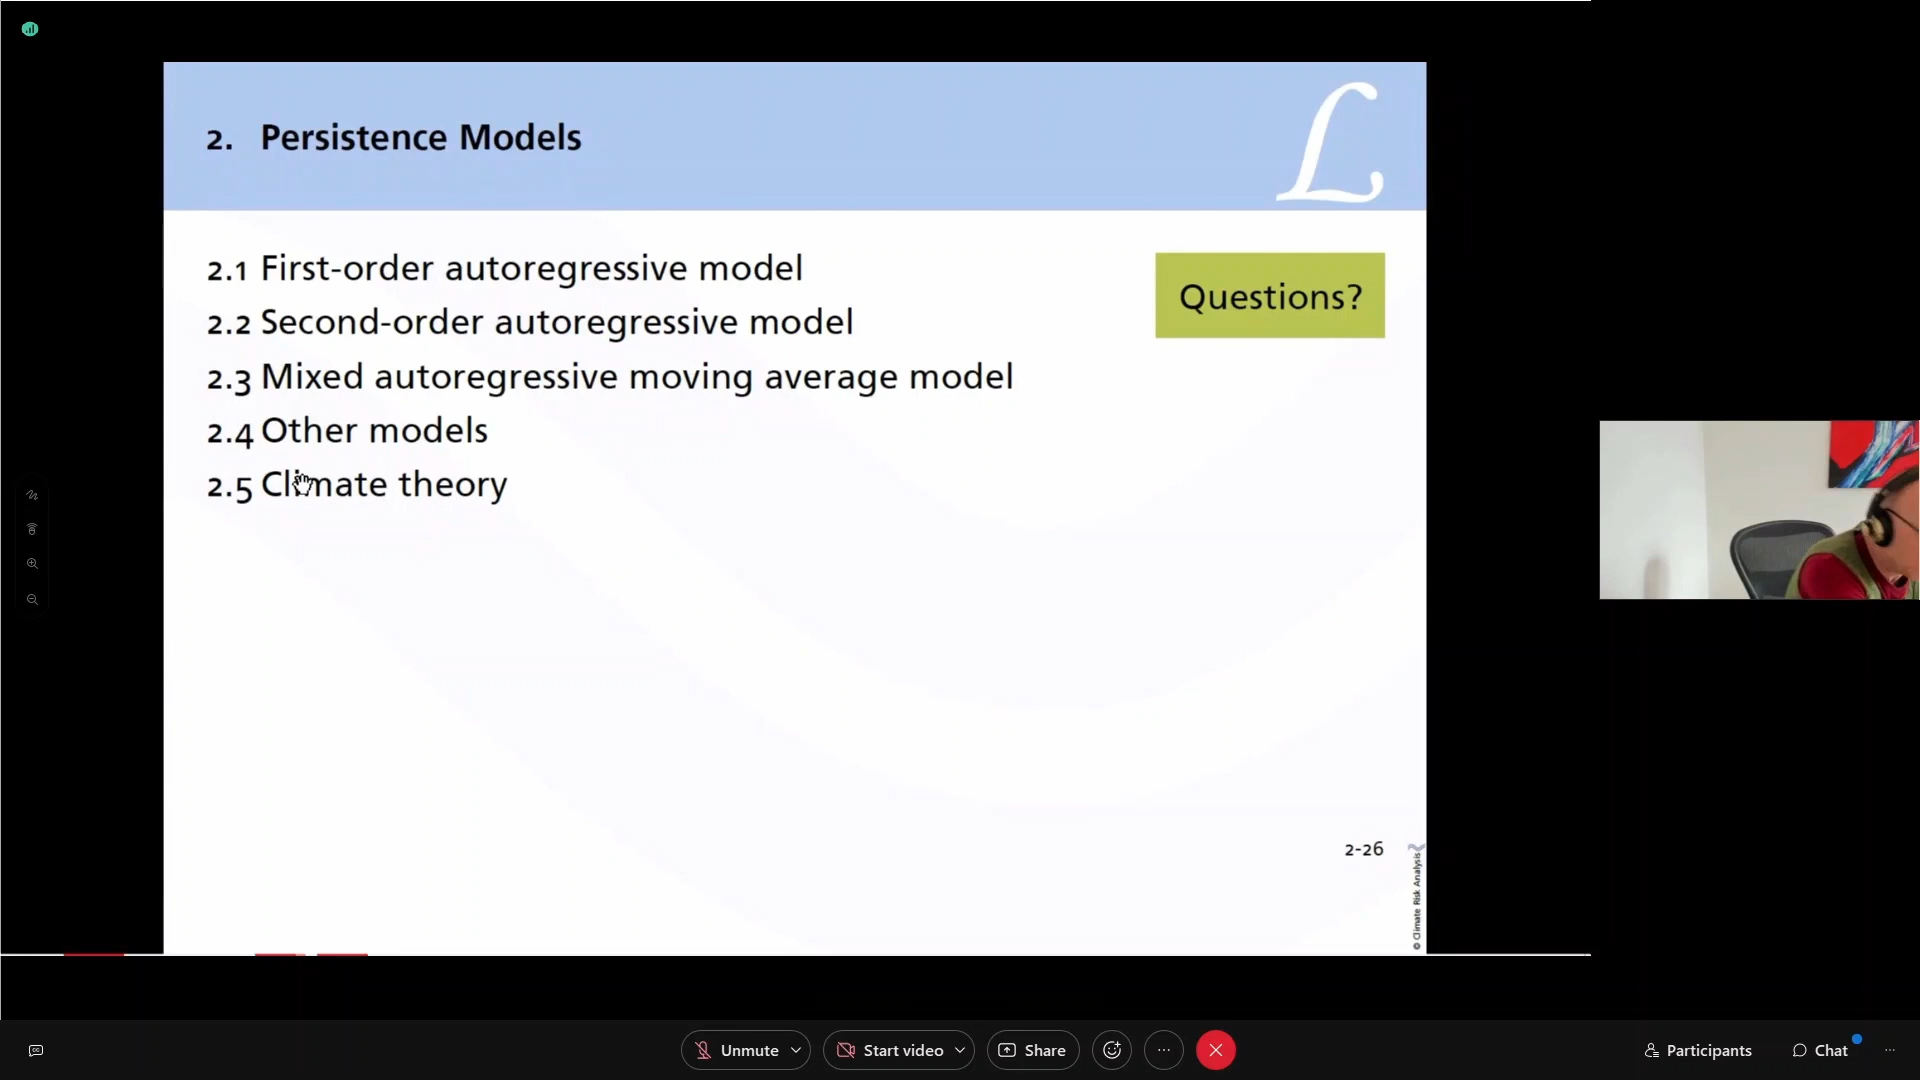 2. Persistence Models
ℒ
2.1 First-order autoregressive model
2.2 Second-order autoregressive model
2.3 Mixed autoregressive moving average model
2.4 Other models
2.5 Climate theory
Questions?
2-26
© Climate Risk Analysis
Unmute
Start video
Share
Participants
Chat